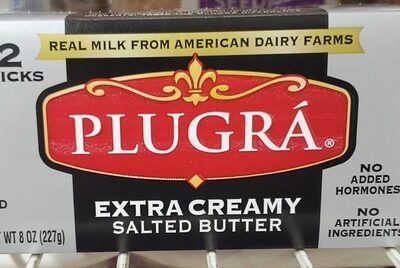 REAL MILK FROM AMERICAN DAIRY FARMS
2
ICKS
PLUGRÁ®
EXTRA CREAMY
SALTED BUTTER
NO
ADDED
HORMONES
NO
ARTIFICIAL
INGREDIENTS
D
WT 8 OZ (227g)